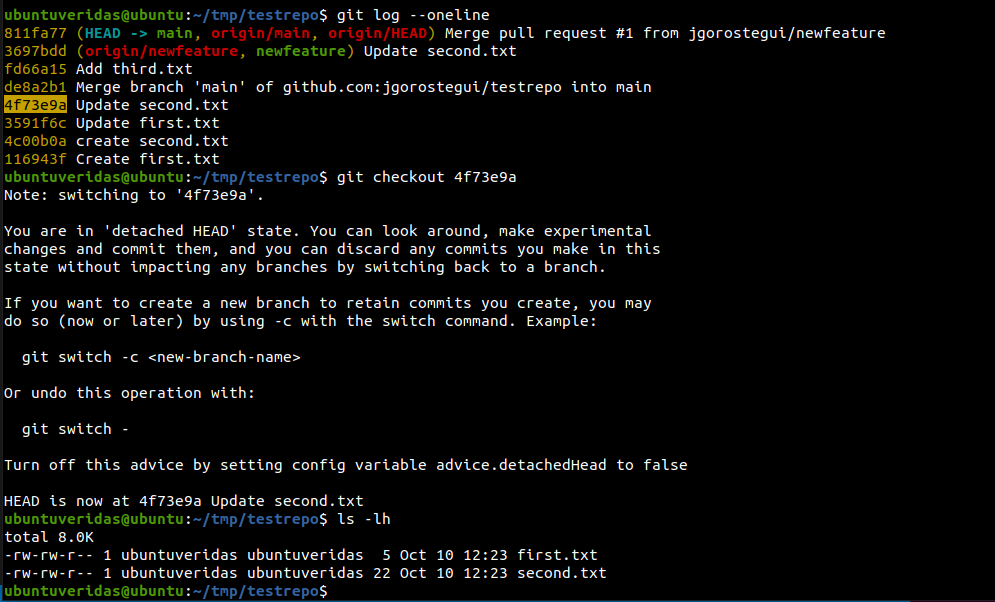 ubuntuveridas@ubuntu:~/tmp/testrepo$ git log --oneline
811fa77 (HEAD -> main, origin/main, origin/HEAD) Merge pull request #1 from jgorostegui/newfeature
3697bdd (origin/newfeature, newfeature) Update second.txt
fd66a15 Add third.txt
de8a2b1 Merge branch 'main' of github.com:jgorostegui/testrepo into main
4f73e9a Update second.txt
3591f6c Update first.txt
4c00b0a create second.txt
116943f Create first.txt
ubuntuveridas@ubuntu:~/tmp/testrepo$ git checkout 4f73e9a
Note: switching to '4f73e9a'.

You are in 'detached HEAD' state. You can look around, make experimental
changes and commit them, and you can discard any commits you make in this
state without impacting any branches by switching back to a branch.

If you want to create a new branch to retain commits you create, you may
do so (now or later) by using -c with the switch command. Example:

  git switch -c <new-branch-name>

Or undo this operation with:

  git switch -

Turn off this advice by setting config variable advice.detachedHead to false

HEAD is now at 4f73e9a Update second.txt
ubuntuveridas@ubuntu:~/tmp/testrepo$ ls -lh
total 8.0K
-rw-rw-r-- 1 ubuntuveridas ubuntuveridas  5 Oct 10 12:23 first.txt
-rw-rw-r-- 1 ubuntuveridas ubuntuveridas 22 Oct 10 12:23 second.txt
ubuntuveridas@ubuntu:~/tmp/testrepo$